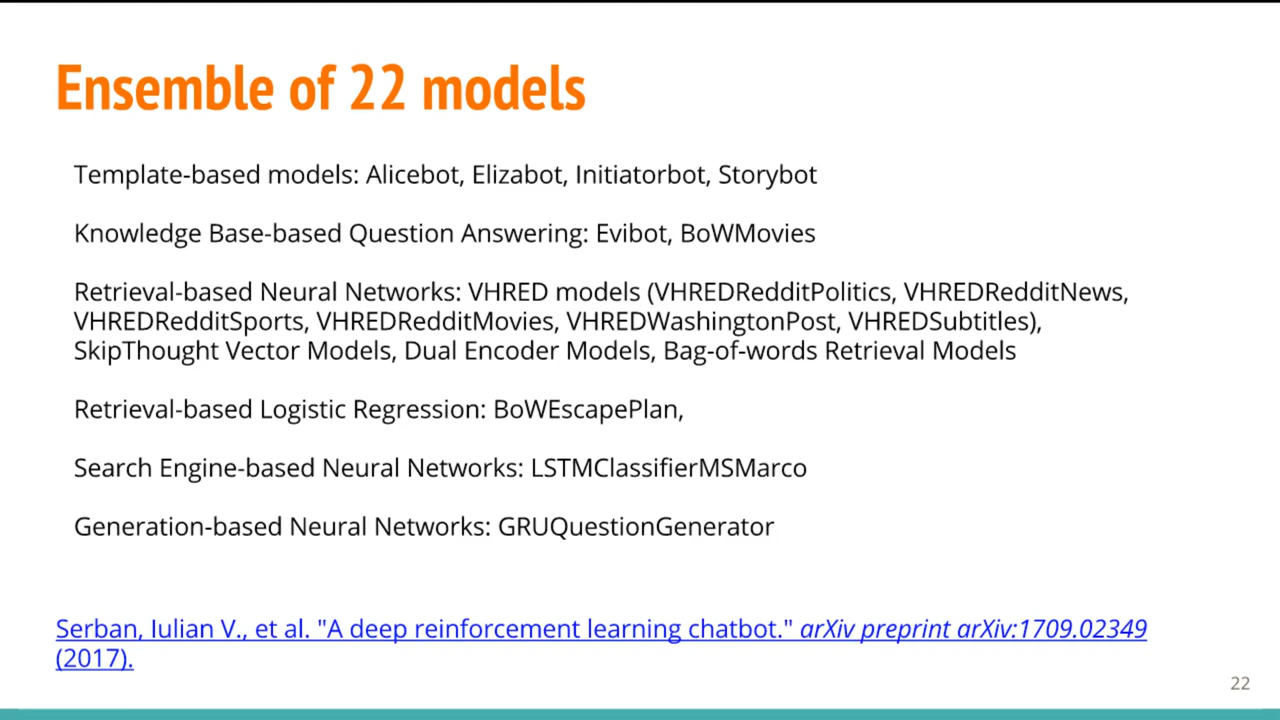 Ensemble of 22 models
Template-based models: Alicebot, Elizabot, Initiatorbot, Storybot
Knowledge Base-based Question Answering: Evibot, BoWMovies
Retrieval-based Neural Networks: VHRED models (VHREDRedditPolitics, VHREDRedditNews,
VHREDRedditSports, VHREDRedditMovies, VHREDWashingtonPost, VHREDSubtitles),
SkipThought Vector Models, Dual Encoder Models, Bag-of-words Retrieval Models
Retrieval-based Logistic Regression: BoWEscapePlan,
Search Engine-based Neural Networks: LSTMClassifierMSMarco
Generation-based Neural Networks: GRUQuestionGenerator
Serban, Iulian V., et al. "A deep reinforcement learning chatbot." arXiv preprint arXiv:1709.02349
(2017).
22